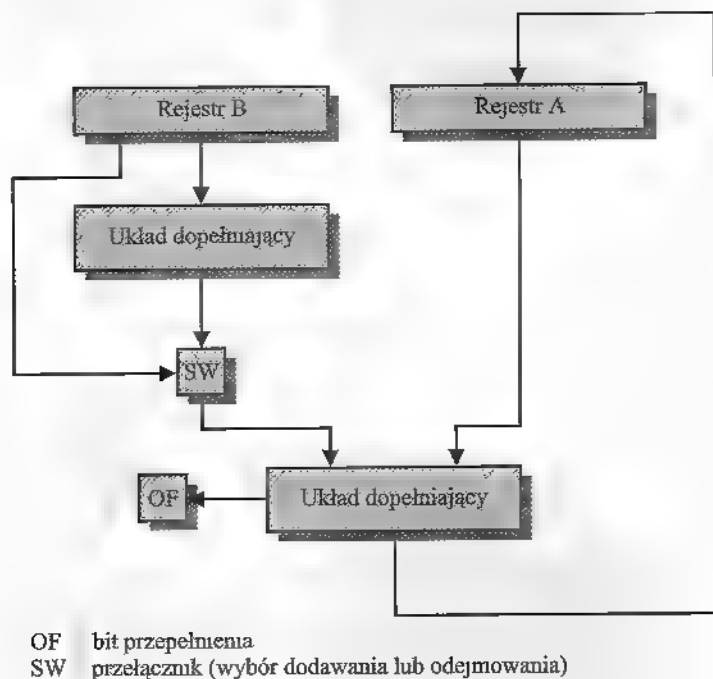 Rejestr B
Rejestr A
Układ dopełniający
SW
OF
Układ dopełniający
OF bit przepełnienia
SW przełącznik (wybór dodawania lub odejmowania)